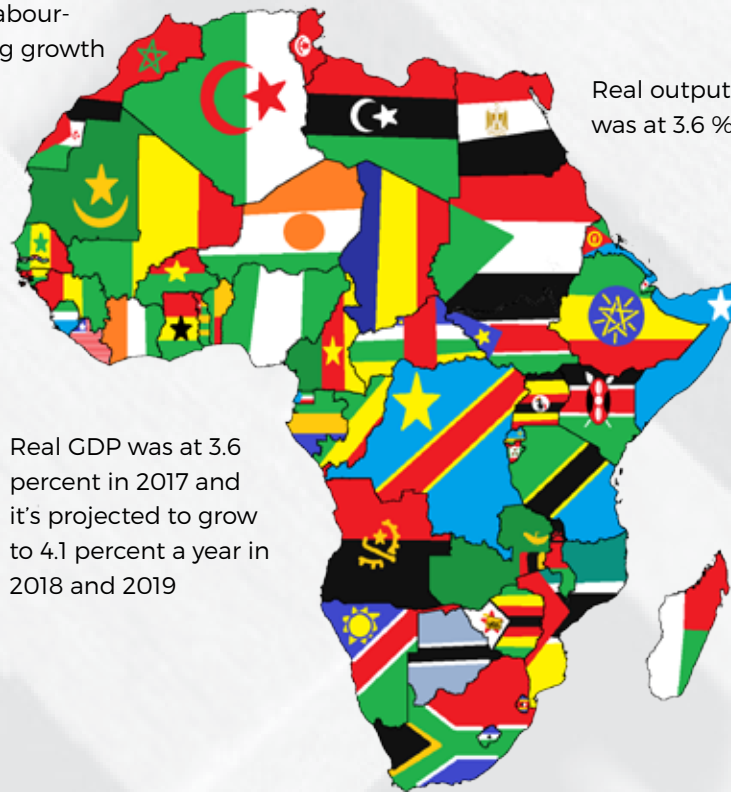 abour-
g growth
Real output
was at 3.6 %
Real GDP was at 3.6
percent in 2017 and
it's projected to grow
to 4.1 percent a year in
2018 and 2019